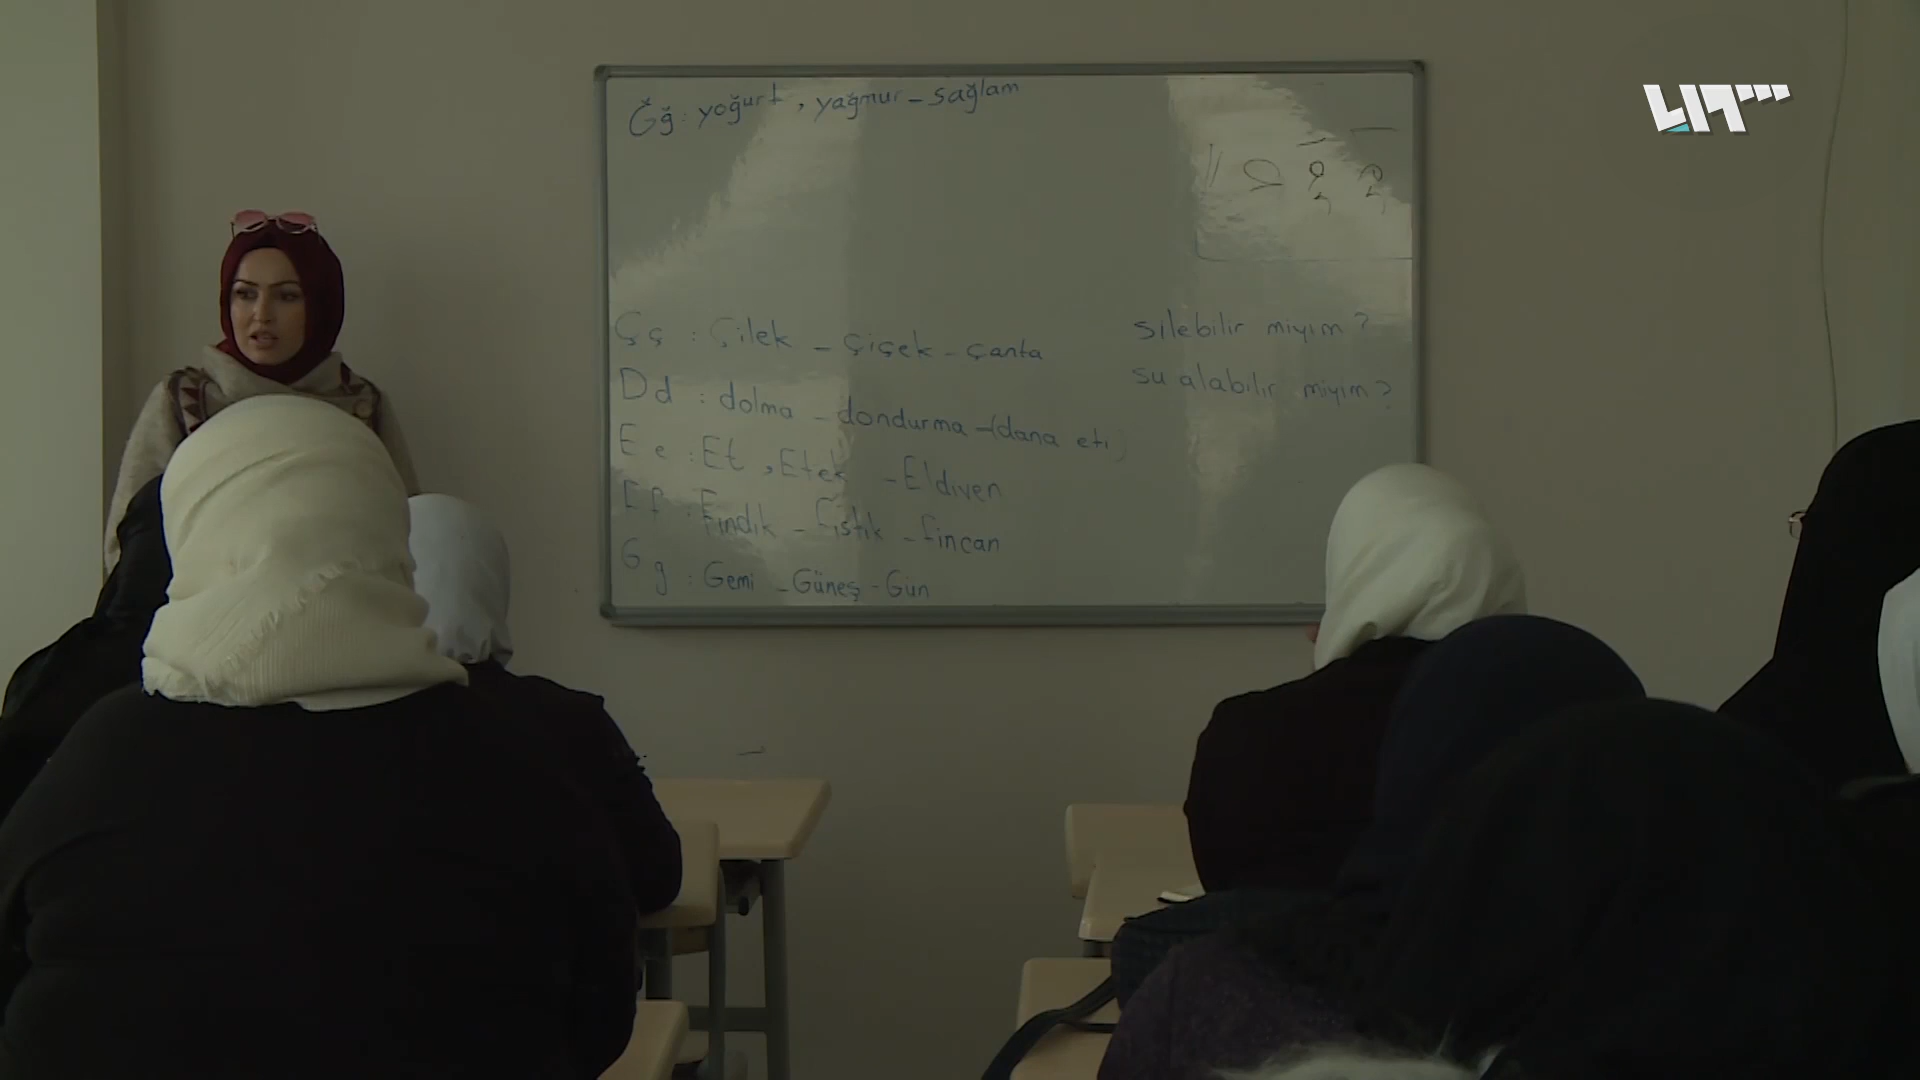 Ğğ: yoğurt, yağmur - sağlam
Çç : Çilek - Çiçek - Çanta
Dd : dolma - dondurma - (dana eti)
Ee : Et, Etek - Eldiven
Ff : Fındık - Fıstık - fincan
Gg : Gemi - Güneş - Gün
silebilir miyim?
su alabilir miyim?